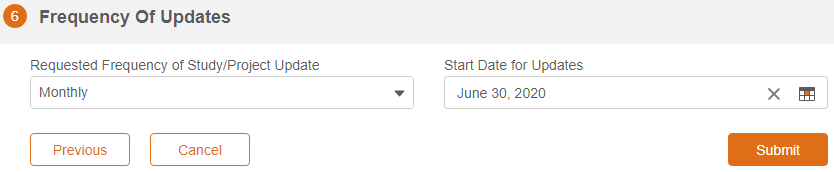 6 Frequency Of Updates
Requested Frequency of Study/Project Update
Start Date for Updates
Monthly
June 30, 2020
Previous
Cancel
Submit